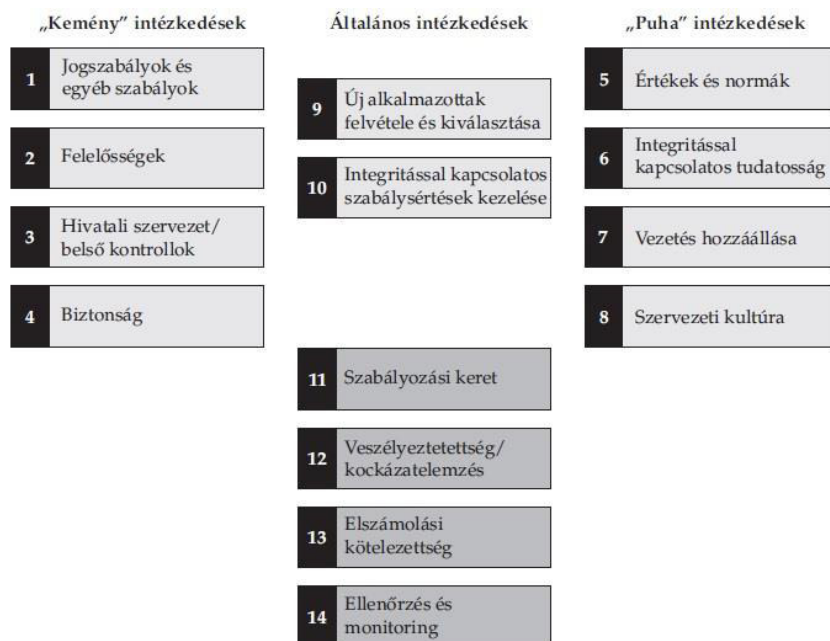 „Kemény” intézkedések
1
Jogszabályok és
egyéb szabályok
2
Felelősségek
3
Hivatali szervezet/
belső kontrollok
4
Biztonság
Általános intézkedések
9
Új alkalmazottak
felvétele és kiválasztása
10
Integritással kapcsolatos
szabálysértések kezelése
11
Szabályozási keret
12
Veszélyeztetettség/
kockázatelemzés
13
Elszámolási
kötelezettség
14
Ellenőrzés és
monitoring
„Puha” intézkedések
5
Értékek és normák
6
Integritással
kapcsolatos tudatosság
7
Vezetés hozzáállása
8
Szervezeti kultúra